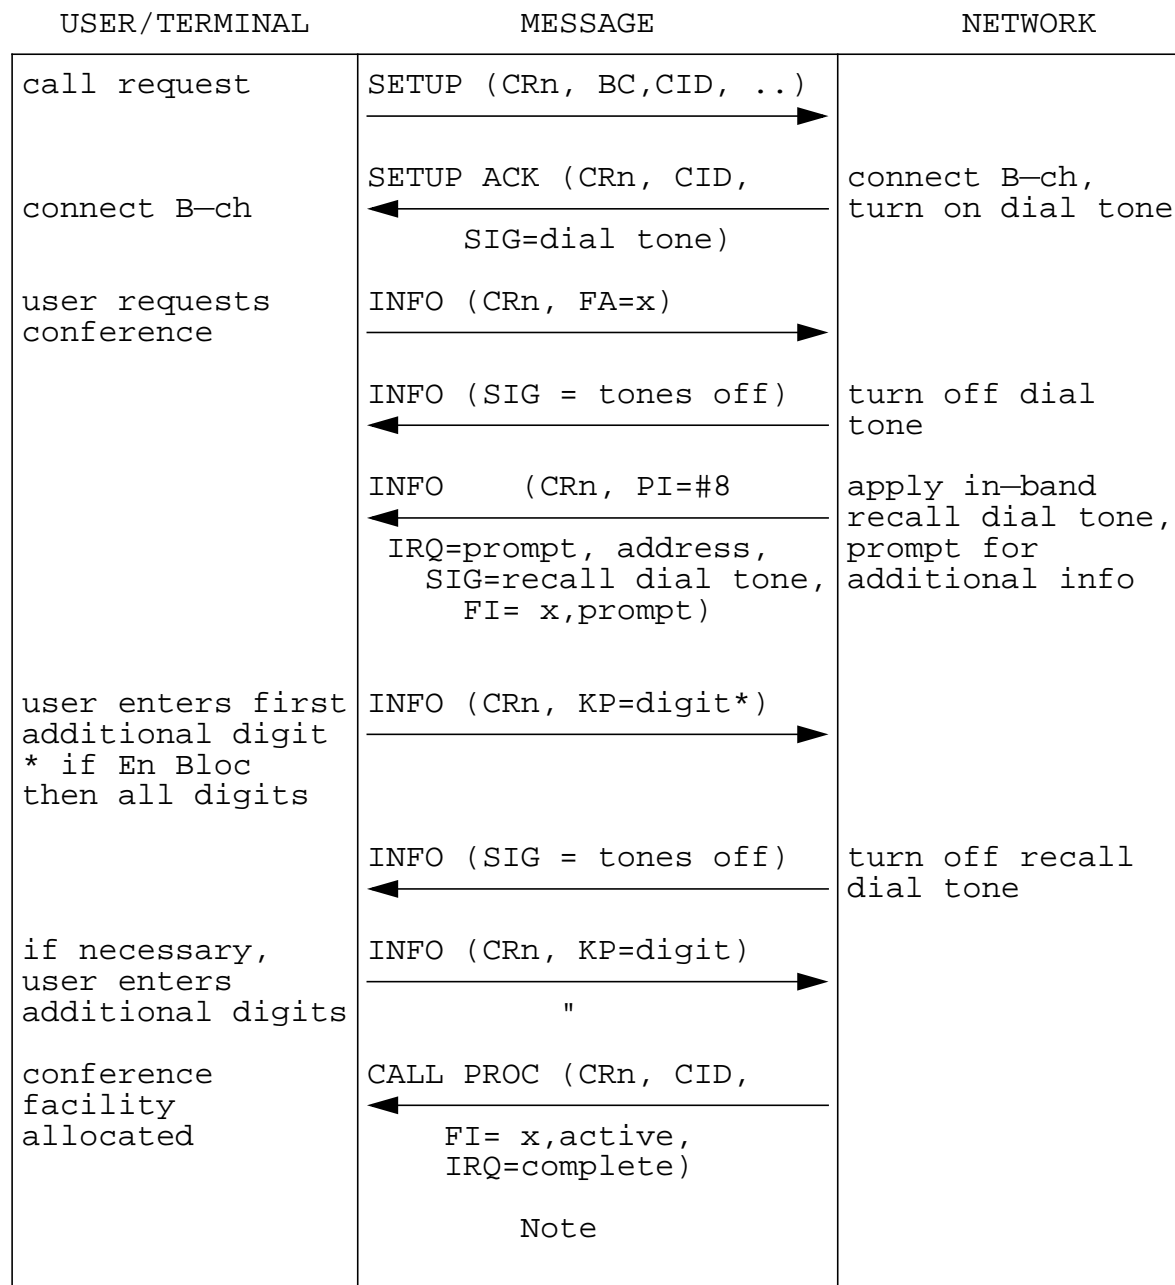 USER/TERMINAL MESSAGE NETWORK
call request SETUP (CRn, BC,CID, ..)
SETUP ACK (CRn, CID, connect B—ch,
connect B—ch turn on dial tone
SIG=dial tone)
user requests INFO (CRn, FA=x)
conference
INFO (SIG = tones off) turn off dial
tone
INFO (CRn, PI=#8 apply in—band
recall dial tone,
IRQ=prompt, address, prompt for
SIG=recall dial tone, additional info
FI= x,prompt)
user enters first INFO (CRn, KP=digit*)
additional digit
* if En Bloc
then all digits
INFO (SIG = tones off) turn off recall
dial tone
if necessary, INFO (CRn, KP=digit)
user enters
additional digits "
conference CALL PROC (CRn, CID,
facility
allocated FI= x,active,
IRQ=complete)
Note